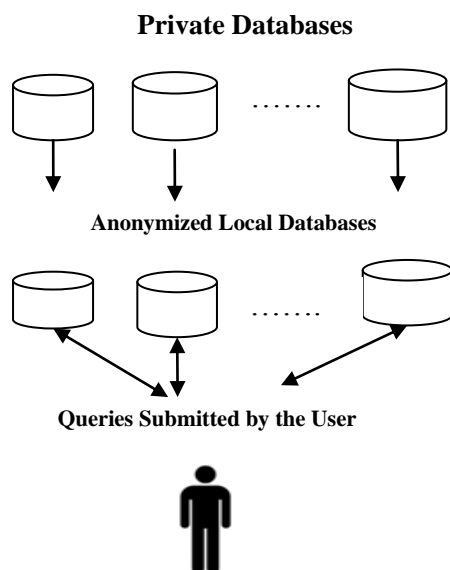 Private Databases
.......
Anonymized Local Databases
.......
Queries Submitted by the User